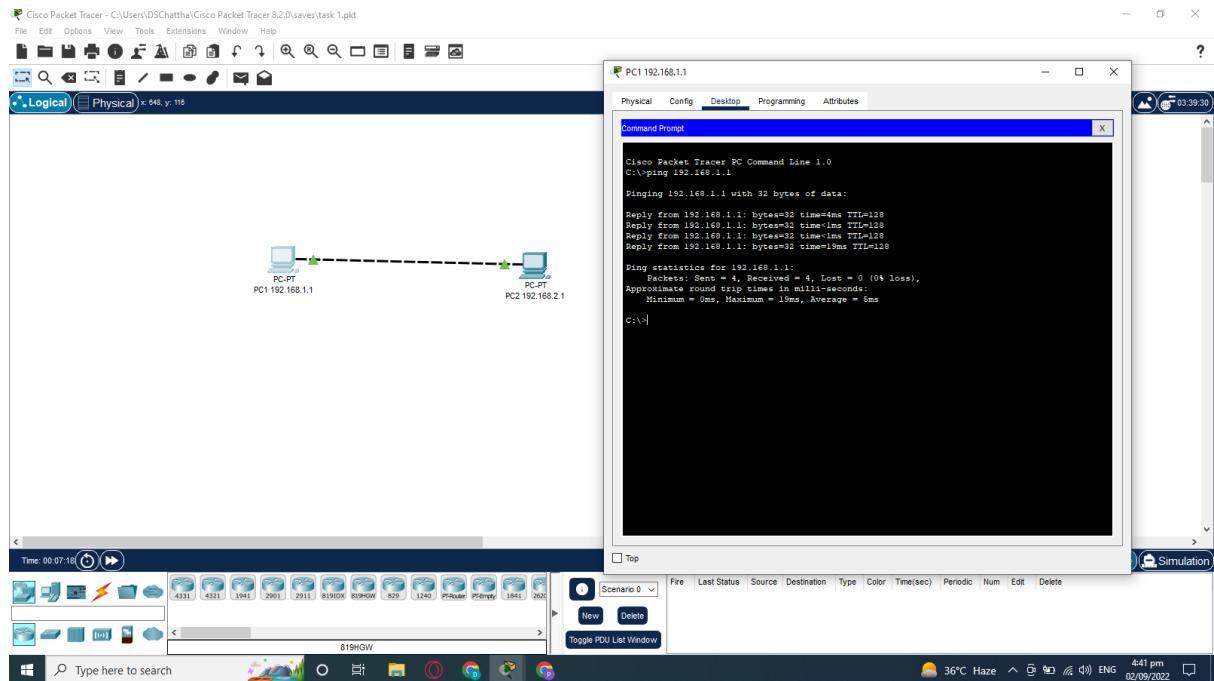 Cisco Packet Tracer - C:\Users\DSChattha\Cisco Packet Tracer 8.2.0\saves\task 1.pkt
File Edit Options View Tools Extensions Window Help
?
Logical Physical x: 648, y: 116
03:39:30
PC1 192.168.1.1
Physical Config Desktop Programming Attributes
Command Prompt X
Cisco Packet Tracer PC Command Line 1.0
C:\>ping 192.168.1.1
Pinging 192.168.1.1 with 32 bytes of data:
Reply from 192.168.1.1: bytes=32 time=4ms TTL=128
Reply from 192.168.1.1: bytes=32 time<1ms TTL=128
Reply from 192.168.1.1: bytes=32 time<1ms TTL=128
Reply from 192.168.1.1: bytes=32 time=19ms TTL=128
Ping statistics for 192.168.1.1:
Packets: Sent = 4, Received = 4, Lost = 0 (0% loss),
Approximate round trip times in milli-seconds:
Minimum = 0ms, Maximum = 19ms, Average = 5ms
C:\>
PC-PT
PC1 192.168.1.1
PC-PT
PC2 192.168.2.1
Top
Time: 00:07:18
Simulation
4331 4321 1941 2901 2911 819IOX 819HGW 829 1240 PT-Router PT-Empty 1841 262
819HGW
Scenario 0
New Delete
Toggle PDU List Window
Fire Last Status Source Destination Type Color Time(sec) Periodic Num Edit Delete
Type here to search
36°C Haze
ENG
4:41 pm
02/09/2022